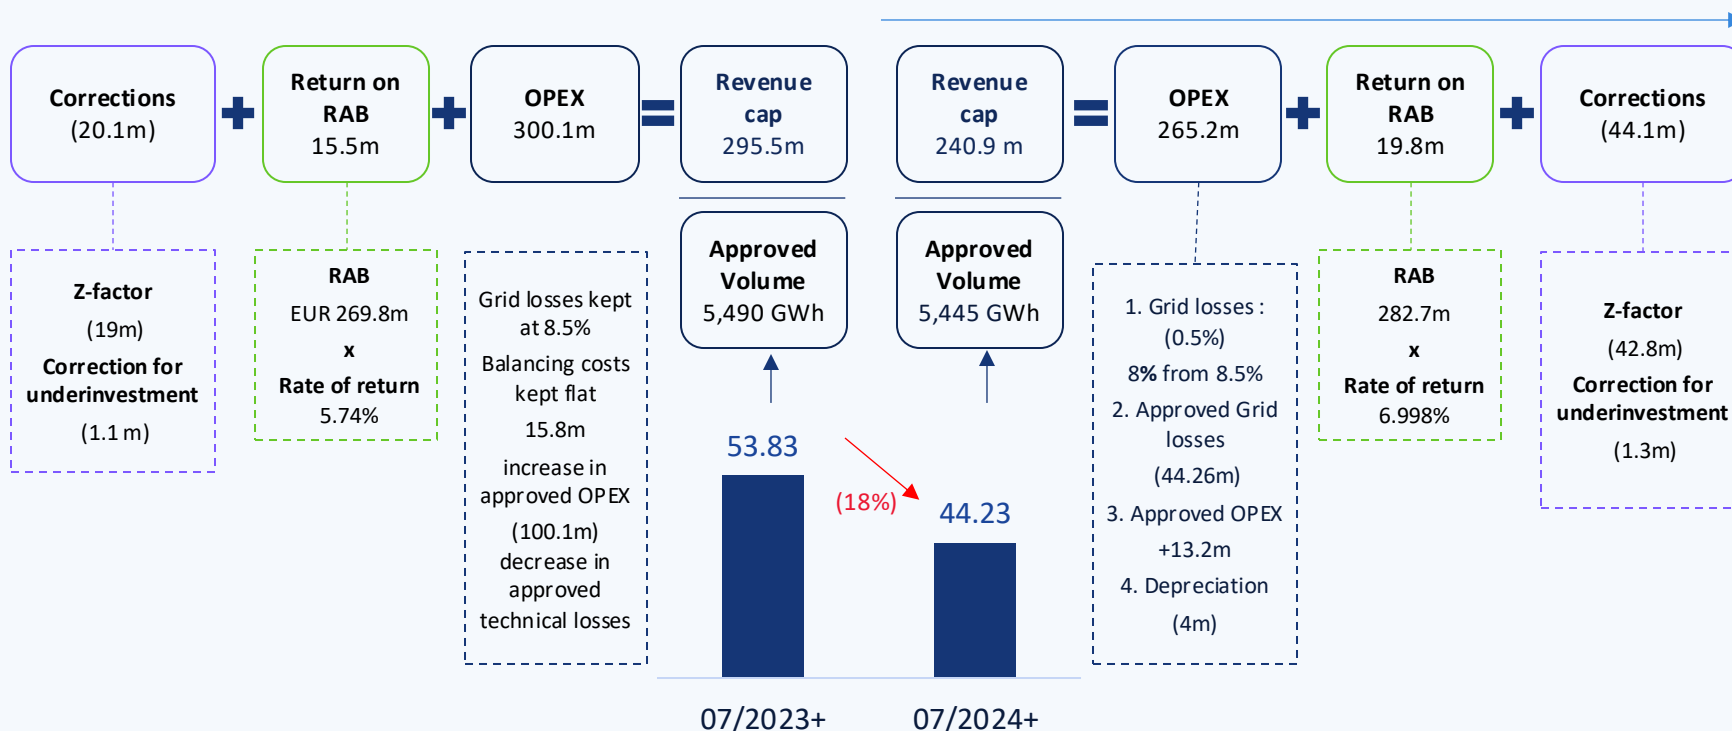 Corrections
(20.1m)
Return on
RAB
15.5m
OPEX
300.1m
Revenue
cap
295.5m
Revenue
cap
240.9 m
OPEX
265.2m
Return on
RAB
19.8m
Corrections
(44.1m)
Z-factor
(19m)
Correction for
underinvestment
(1.1 m)
RAB
EUR 269.8m
x
Rate of return
5.74%
Grid losses kept
at 8.5%
Balancing costs
kept flat
15.8m
increase in
approved OPEX
(100.1m)
decrease in
approved
technical losses
Approved
Volume
5,490 GWh
Approved
Volume
5,445 GWh
1. Grid losses :
(0.5%)
8% from 8.5%
2. Approved Grid
losses
(44.26m)
3. Approved OPEX
+13.2m
4. Depreciation
(4m)
RAB
282.7m
x
Rate of return
6.998%
Z-factor
(42.8m)
Correction for
underinvestment
(1.3m)
53.83
(18%)
44.23
07/2023+
07/2024+